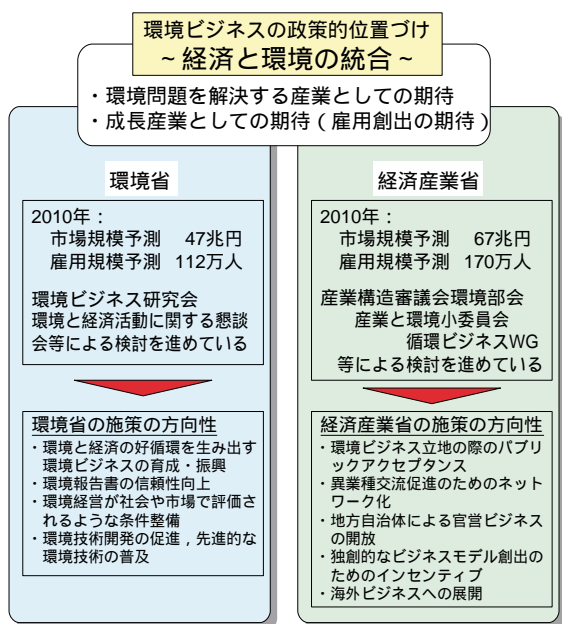 環境ビジネスの政策的位置づけ
~経済と環境の統合~
・環境問題を解決する産業としての期待
・成長産業としての期待(雇用創出の期待)
環境省
2010年:
市場規模予測 47兆円
雇用規模予測 112万人
環境ビジネス研究会
環境と経済活動に関する懇談
会等による検討を進めている
環境省の施策の方向性
・環境と経済の好循環を生み出す
環境ビジネスの育成・振興
・環境報告書の信頼性向上
・環境経営が社会や市場で評価さ
れるような条件整備
・環境技術開発の促進,先進的な
環境技術の普及
経済産業省
2010年:
市場規模予測 67兆円
雇用規模予測 170万人
産業構造審議会環境部会
産業と環境小委員会
循環ビジネスWG
等による検討を進めている
経済産業省の施策の方向性
・環境ビジネス立地の際のパブリ
ックアクセプタンス
・異業種交流促進のためのネット
ワーク化
・地方自治体による官営ビジネス
の開放
・独創的なビジネスモデル創出の
ためのインセンティブ
・海外ビジネスへの展開